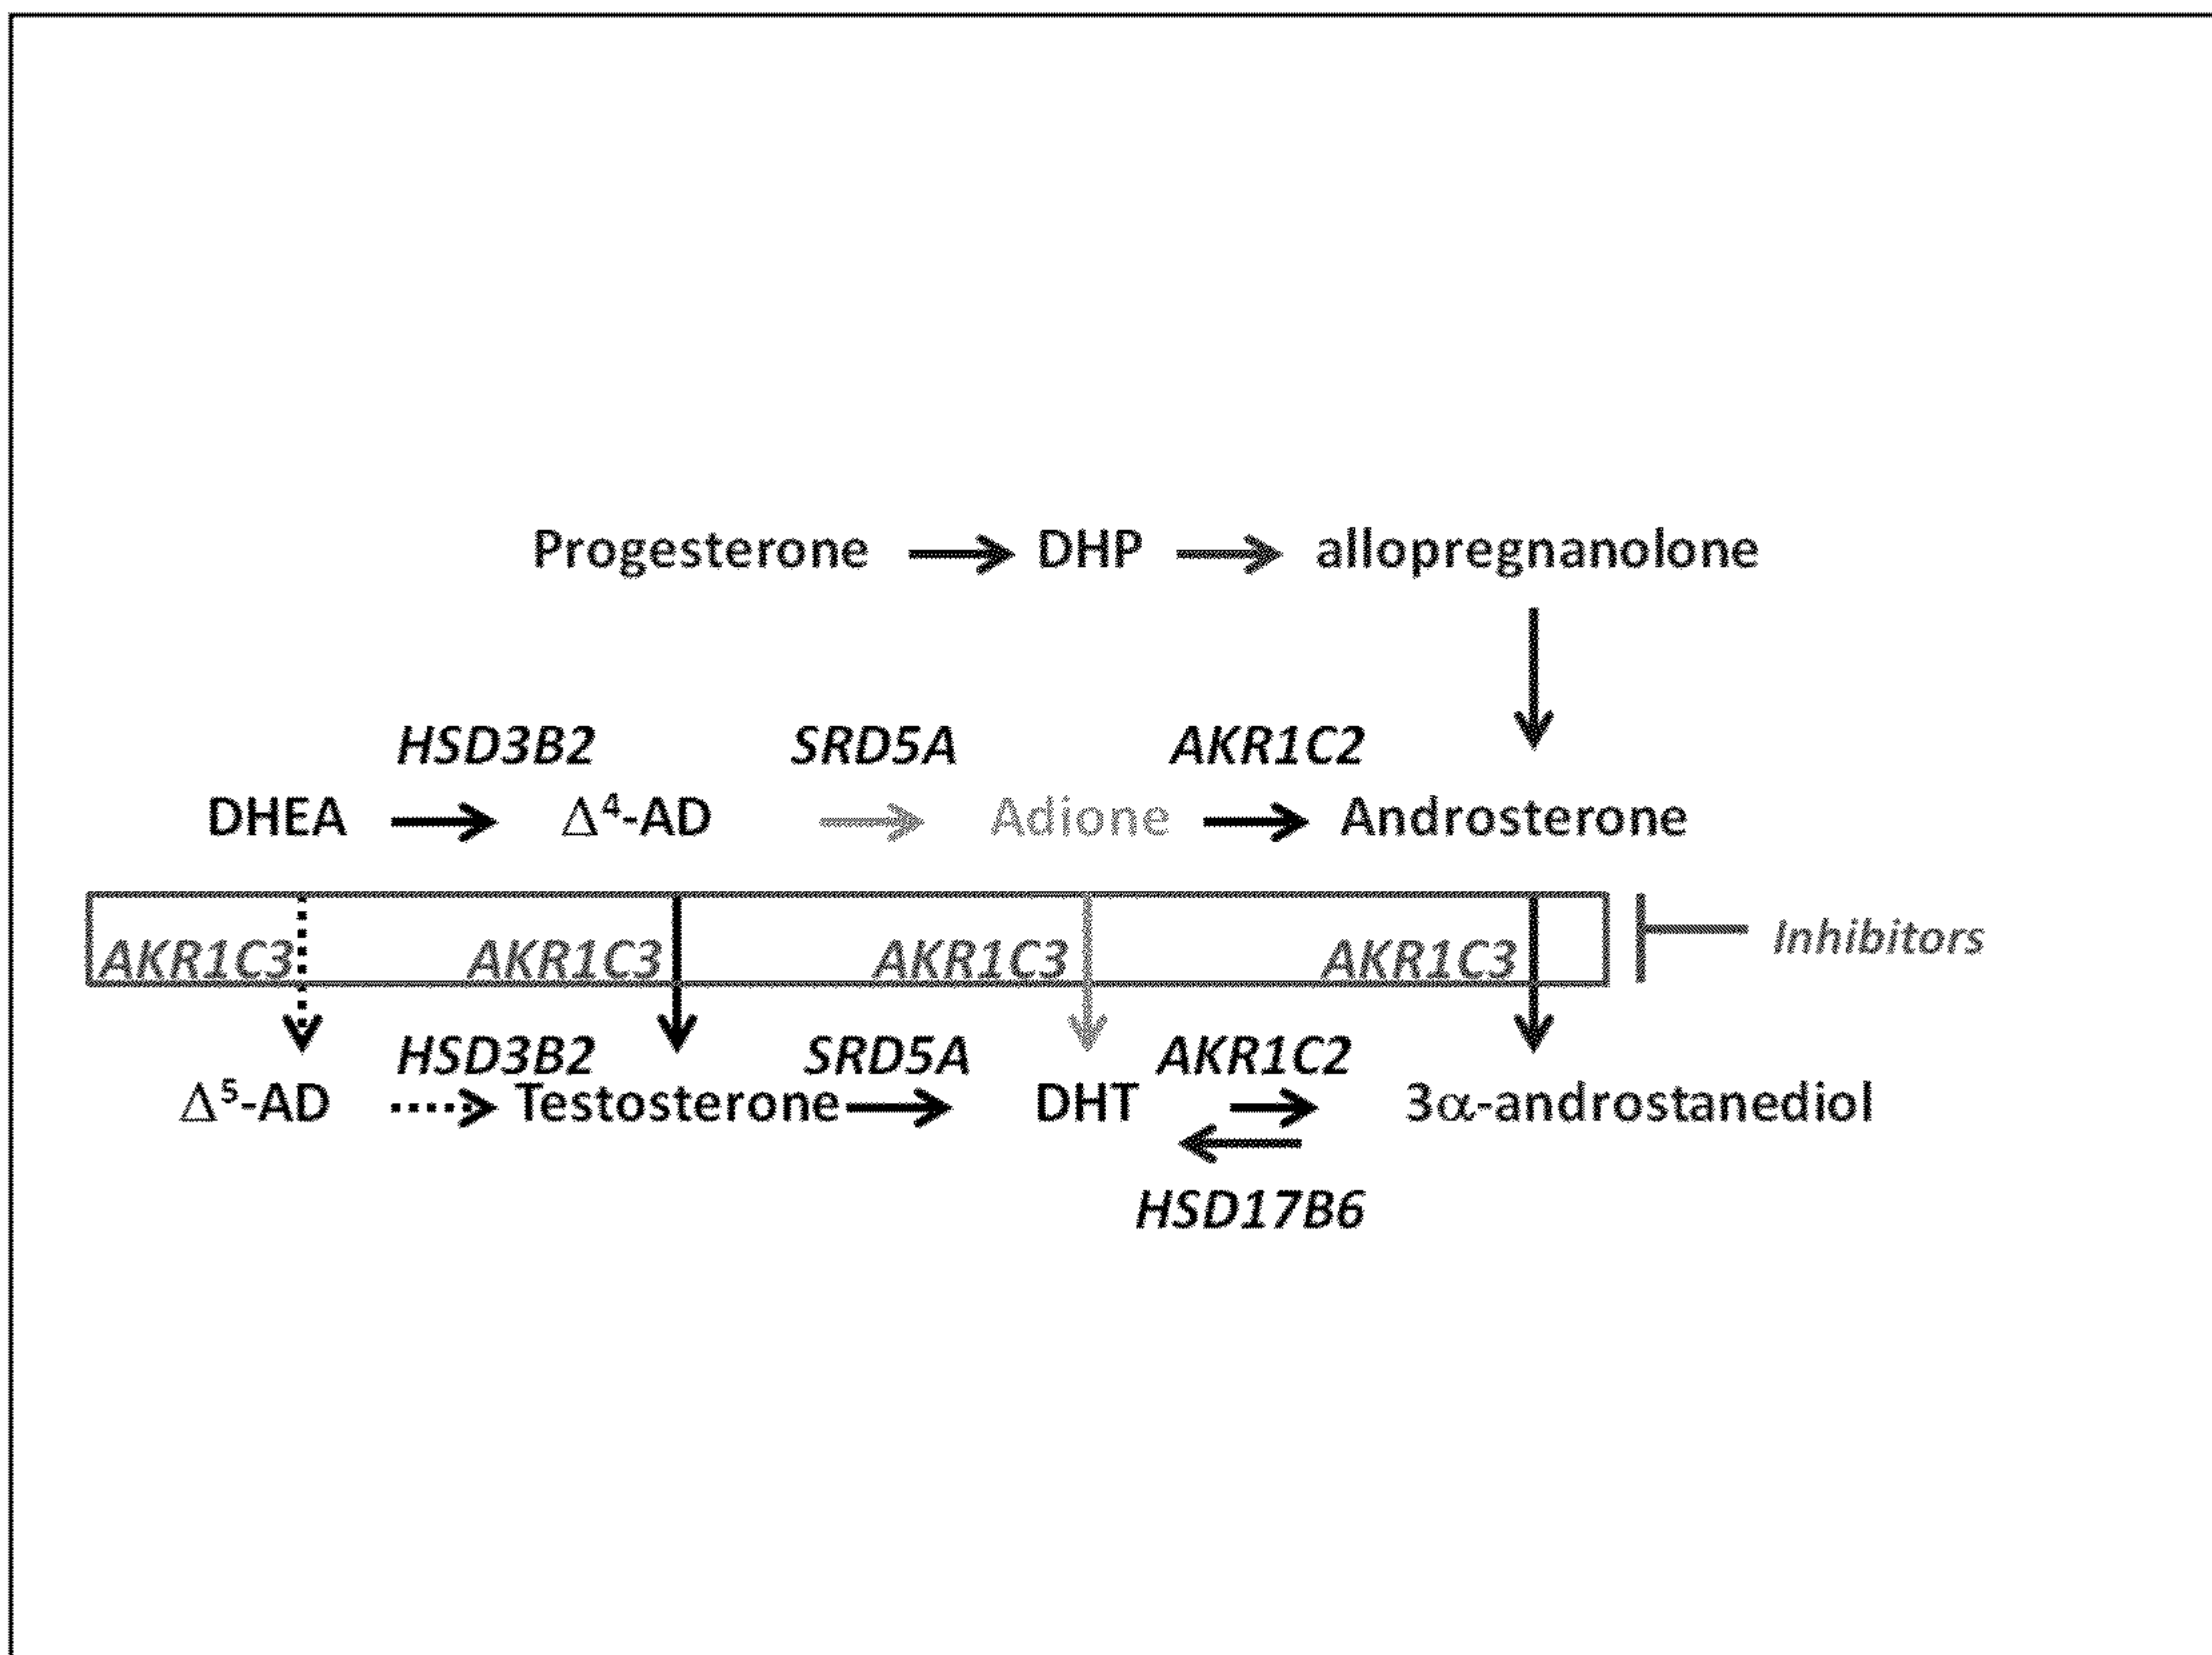 Progesterone DHP allopregnanolone
HSD3B2 SRD5A AKR1C2
DHEA Δ⁴-AD Adione Androsterone
AKR1C3 AKR1C3 AKR1C3 AKR1C3 Inhibitors
HSD3B2 SRD5A AKR1C2
Δ⁵-AD Testosterone DHT 3α-androstanediol
HSD17B6